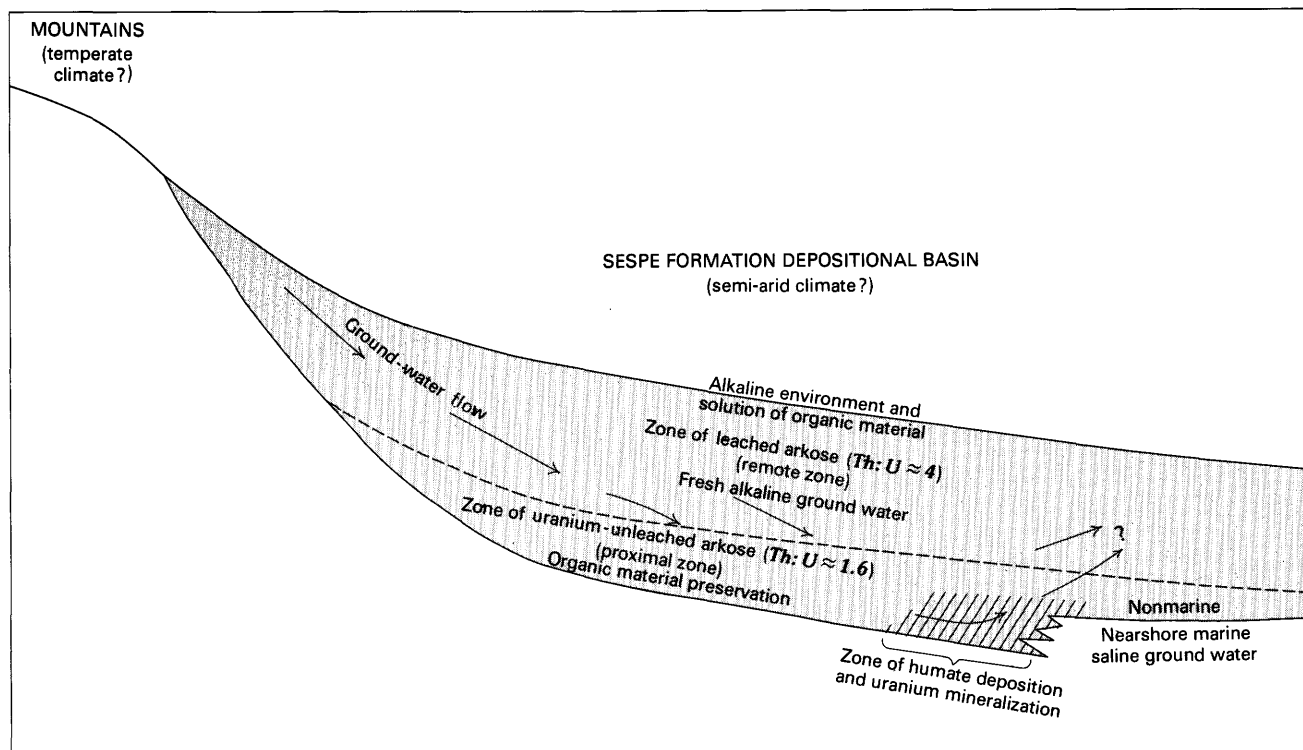 MOUNTAINS
(temperate
climate?)
SESPE FORMATION DEPOSITIONAL BASIN
(semi-arid climate?)
Ground-water flow
Alkaline environment and
solution of organic material
Zone of leached arkose (Th: U ≈ 4)
(remote zone)
Fresh alkaline ground water
Zone of uranium-unleached arkose (Th: U ≈ 1.6)
(proximal zone)
Organic material preservation
?
Nonmarine
Nearshore marine
saline ground water
Zone of humate deposition
and uranium mineralization